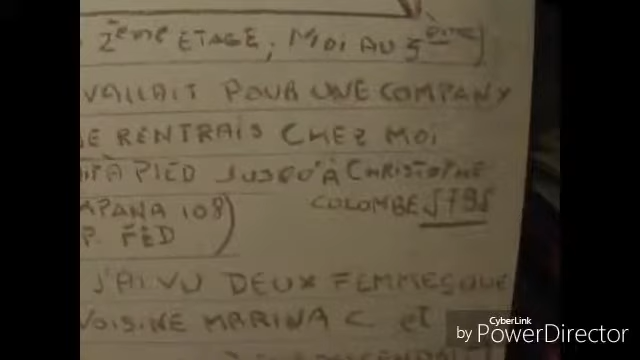 2ème ETAGE, MOI AU 5ème)
VAILLAIT POUR UNE COMPANY
E RENTRAIS CHEZ MOI
À PIED JUSQU'À CHRISTOPHE
MPANA 108) COLOMBE 5795
P. FED
J'AI VU DEUX FEMMES QUE
VOISINE MARINA C et
CyberLink
by PowerDirector